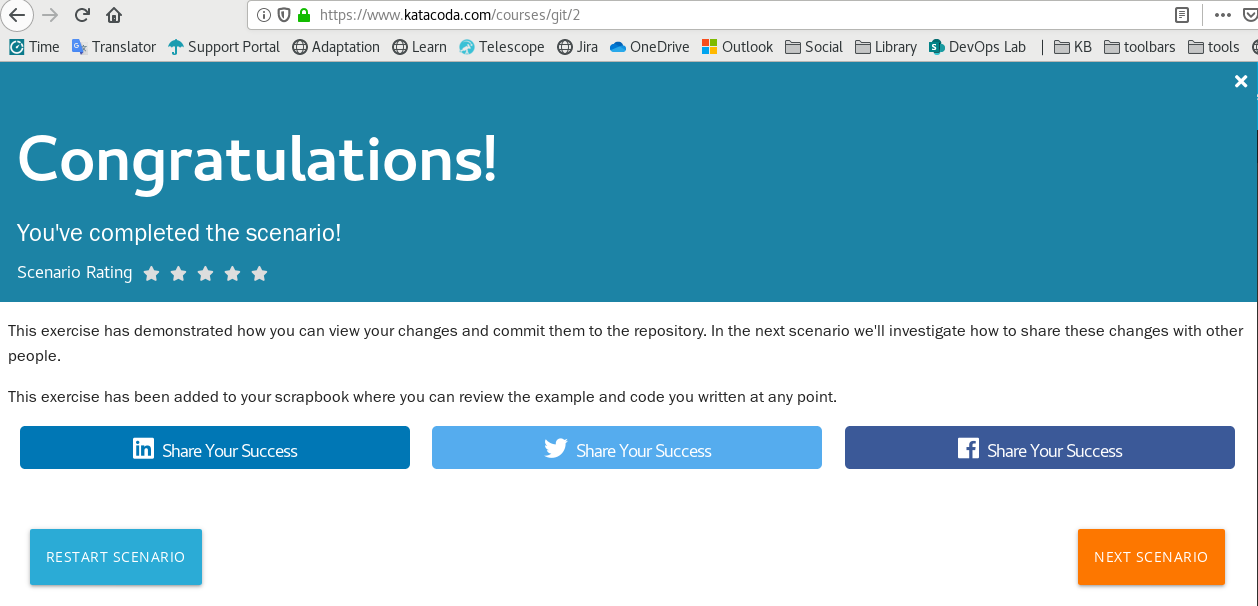 https://www.katacoda.com/courses/git/2
Time Translator Support Portal Adaptation Learn Telescope Jira OneDrive Outlook Social Library DevOps Lab | KB toolbars tools
Congratulations!
You've completed the scenario!
Scenario Rating
This exercise has demonstrated how you can view your changes and commit them to the repository. In the next scenario we'll investigate how to share these changes with other
people.
This exercise has been added to your scrapbook where you can review the example and code you written at any point.
Share Your Success Share Your Success Share Your Success
RESTART SCENARIO NEXT SCENARIO